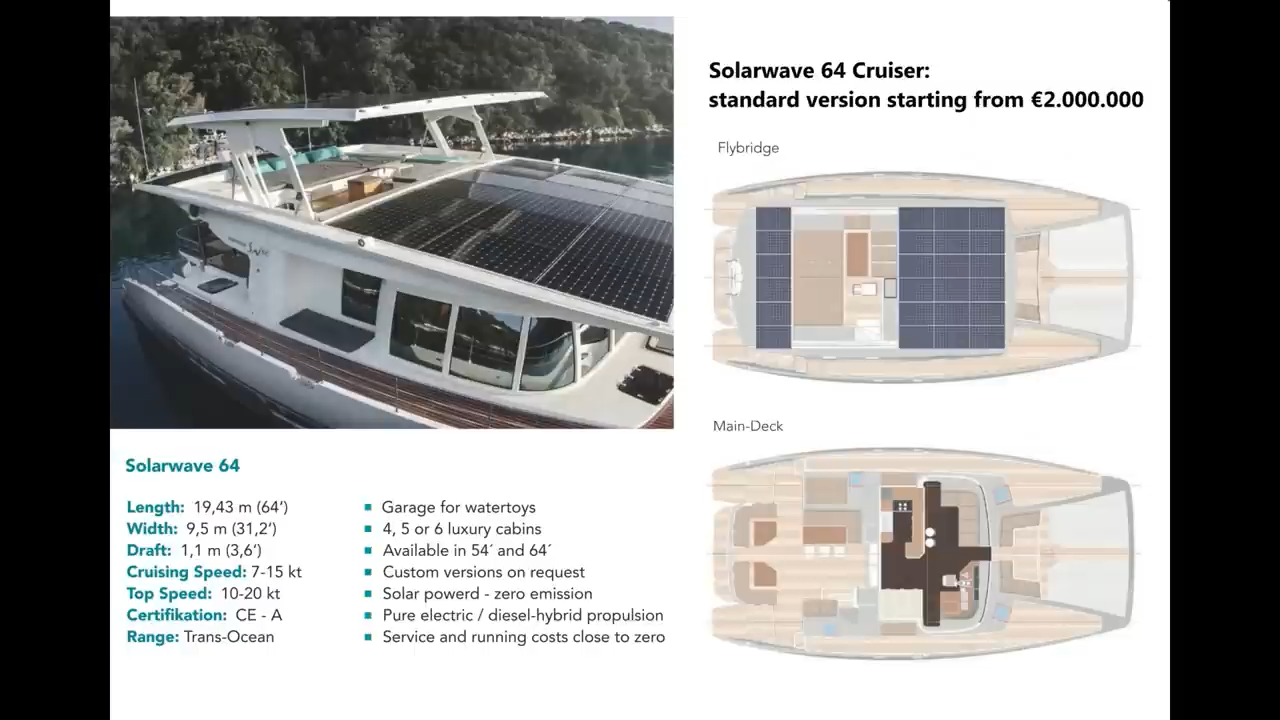 Solarwave 64 Cruiser:
standard version starting from €2.000.000
Flybridge
Main-Deck
Solarwave 64
Length: 19,43 m (64‘)
Width: 9,5 m (31,2‘)
Draft: 1,1 m (3,6‘)
Cruising Speed: 7-15 kt
Top Speed: 10-20 kt
Certifikation: CE - A
Range: Trans-Ocean
Garage for watertoys
4, 5 or 6 luxury cabins
Available in 54´ and 64´
Custom versions on request
Solar powerd - zero emission
Pure electric / diesel-hybrid propulsion
Service and running costs close to zero